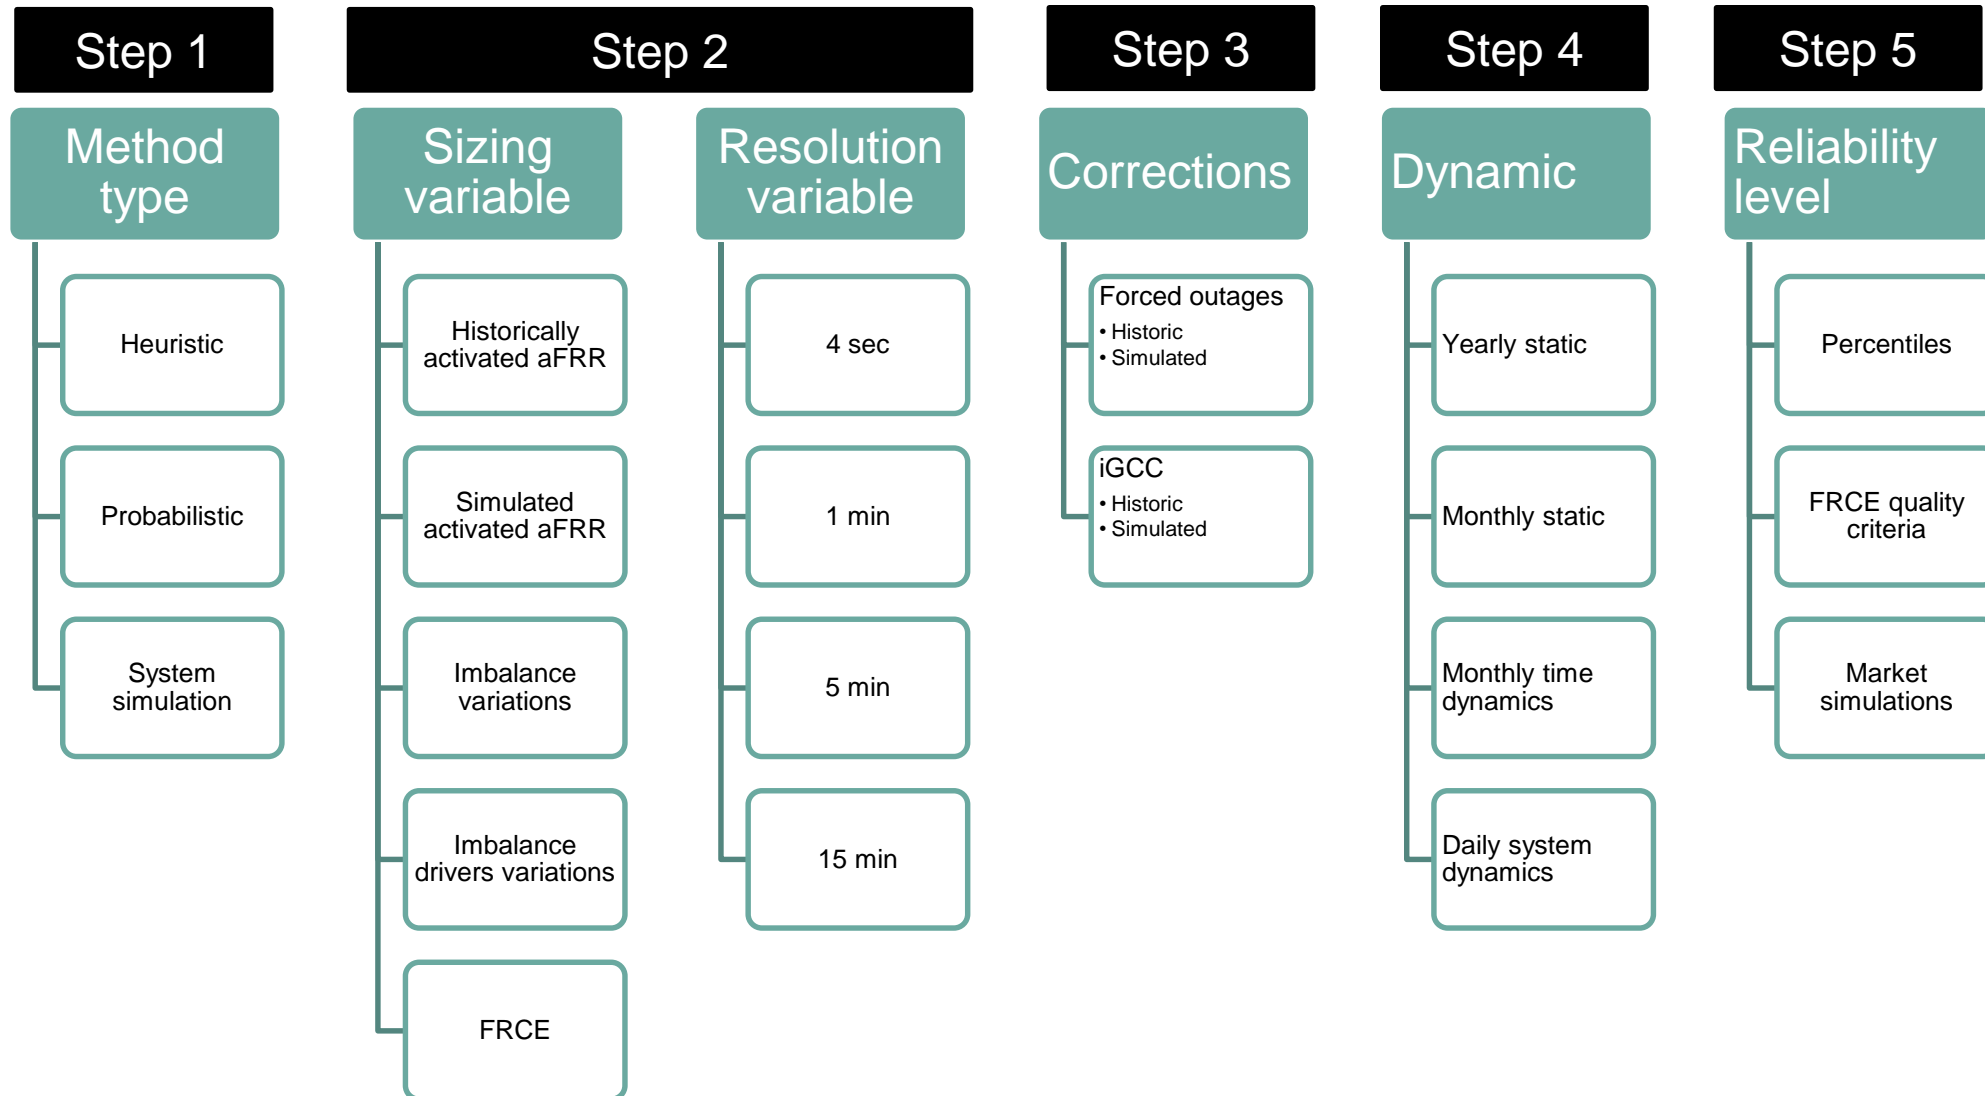 Step 1
Step 2
Step 3
Step 4
Step 5
Method
type
Sizing
variable
Resolution
variable
Corrections
Dynamic
Reliability
level
Heuristic
Probabilistic
System
simulation
Historically
activated aFRR
Simulated
activated aFRR
Imbalance
variations
Imbalance
drivers variations
FRCE
4 sec
1 min
5 min
15 min
Forced outages
• Historic
• Simulated
iGCC
• Historic
• Simulated
Yearly static
Monthly static
Monthly time
dynamics
Daily system
dynamics
Percentiles
FRCE quality
criteria
Market
simulations